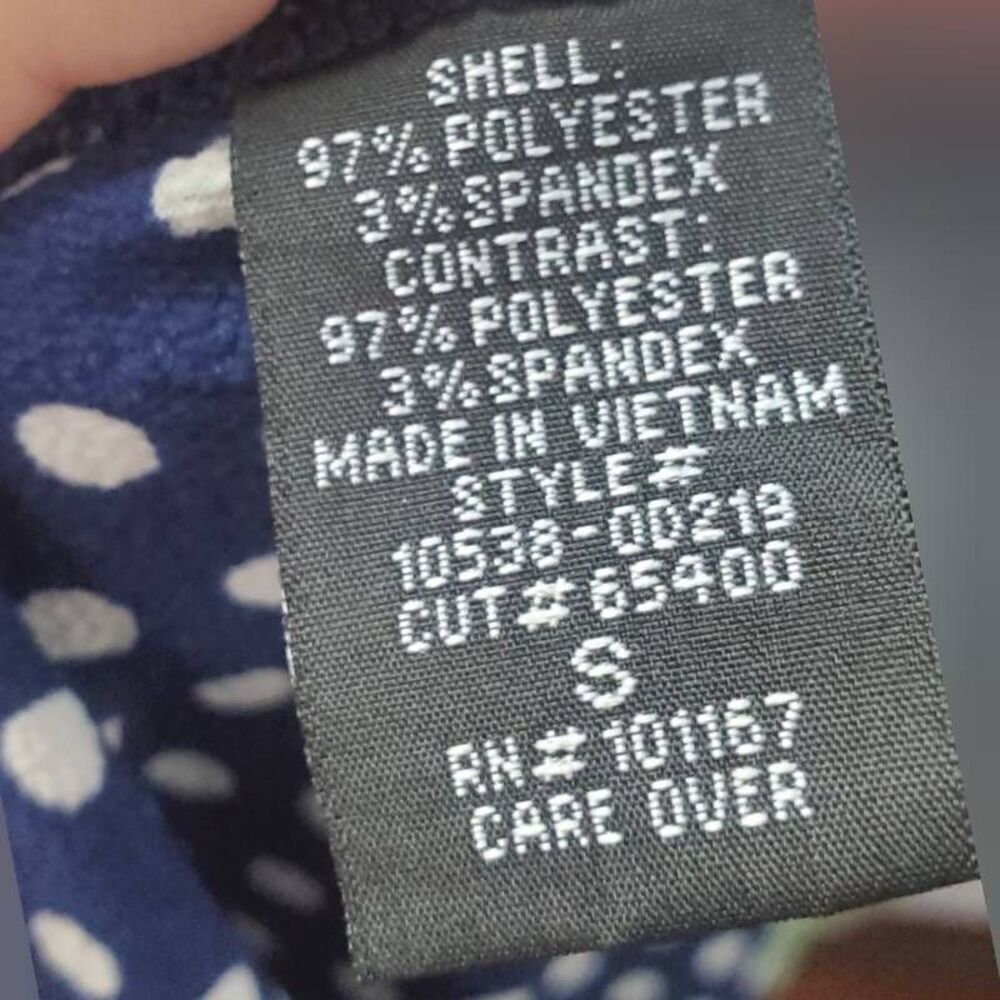 SHELL:
97% POLYESTER
3% SPANDEX
CONTRAST:
97% POLYESTER
3% SPANDEX
MADE IN VIETNAM
STYLE#
10538-0D219
CUT# 65400
S
RN# 101167
CARE OVER